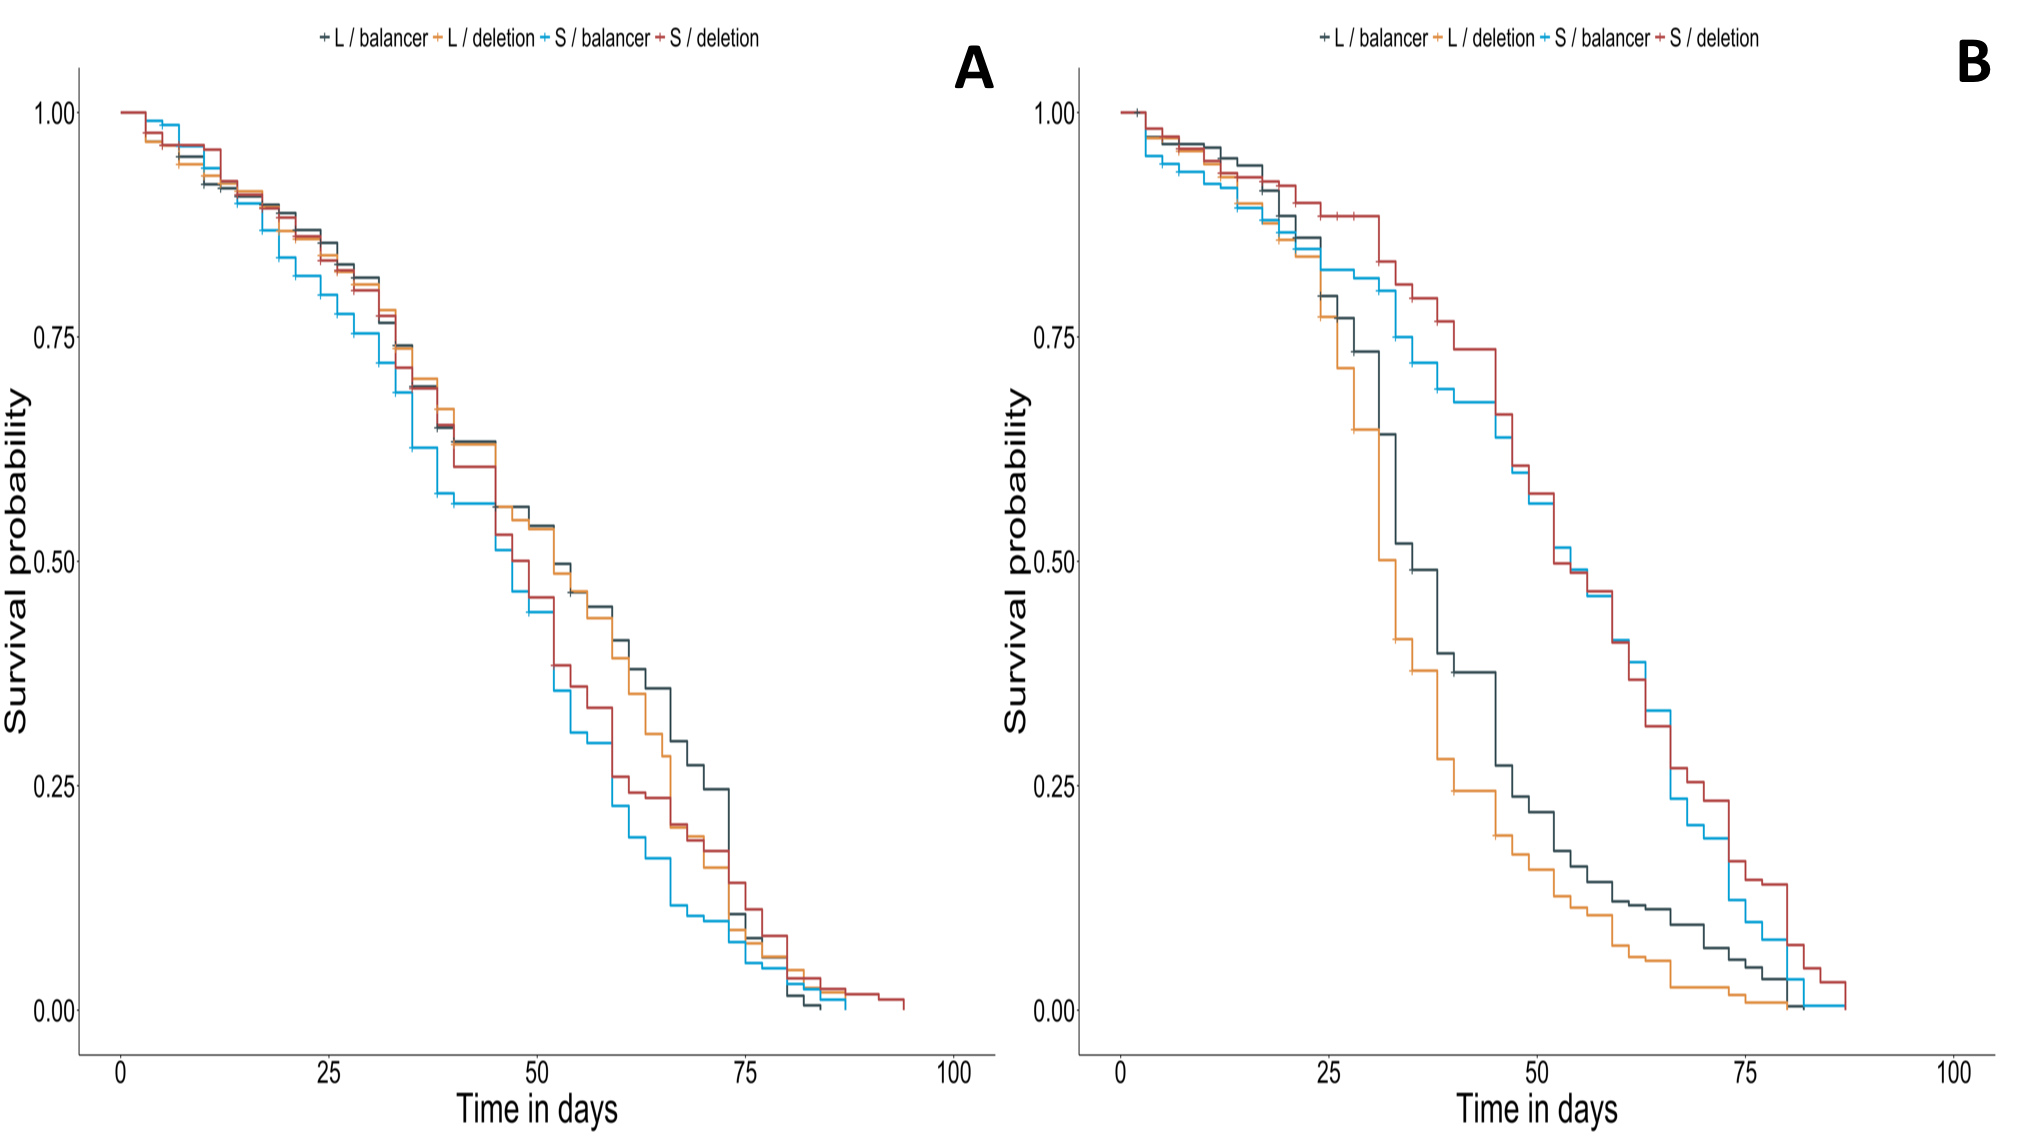 L / balancer L / deletion S / balancer S / deletion
A
1.00
0.75
0.50
0.25
0.00
Survival probability
0 25 50 75 100
Time in days
L / balancer L / deletion S / balancer S / deletion
B
1.00
0.75
0.50
0.25
0.00
Survival probability
0 25 50 75 100
Time in days